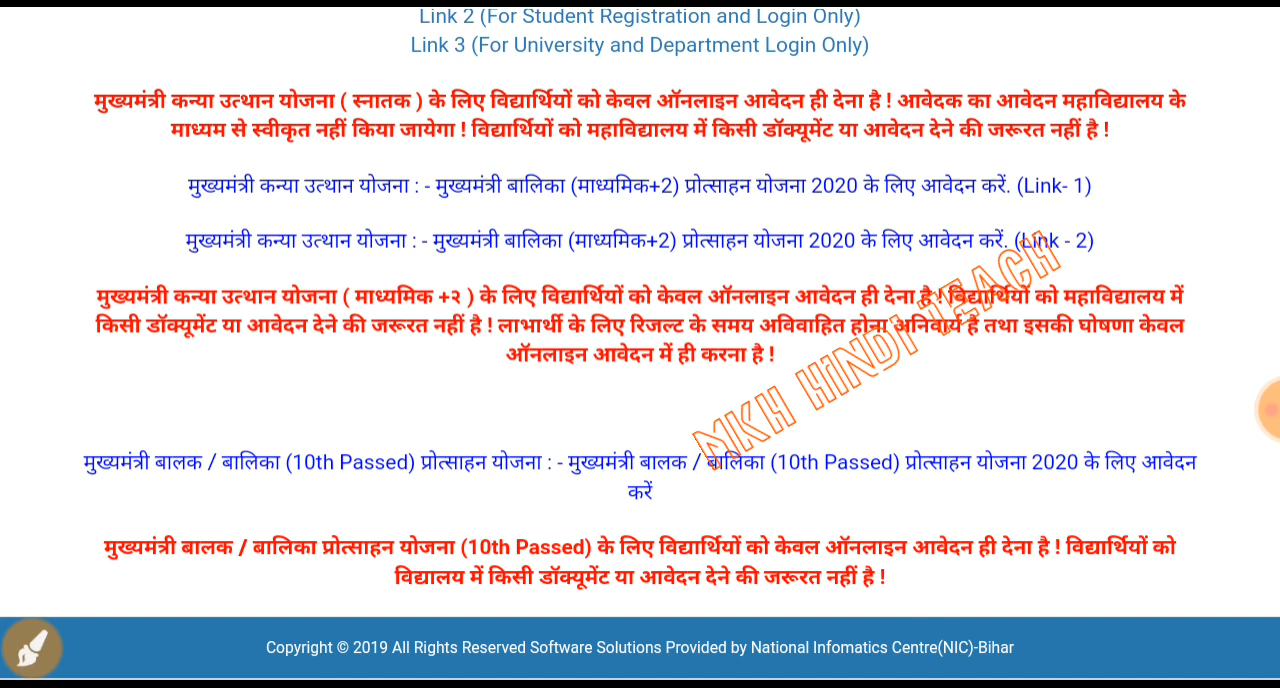 Link 2 (For Student Registration and Login Only)
Link 3 (For University and Department Login Only)
मुख्यमंत्री कन्या उत्थान योजना ( स्नातक ) के लिए विद्यार्थियों को केवल ऑनलाइन आवेदन ही देना है ! आवेदक का आवेदन महाविद्यालय के
माध्यम से स्वीकृत नहीं किया जायेगा ! विद्यार्थियों को महाविद्यालय में किसी डॉक्यूमेंट या आवेदन देने की जरूरत नहीं है !
मुख्यमंत्री कन्या उत्थान योजना : - मुख्यमंत्री बालिका (माध्यमिक+2) प्रोत्साहन योजना 2020 के लिए आवेदन करें. (Link- 1)
मुख्यमंत्री कन्या उत्थान योजना : - मुख्यमंत्री बालिका (माध्यमिक+2) प्रोत्साहन योजना 2020 के लिए आवेदन करें. (Link - 2)
मुख्यमंत्री कन्या उत्थान योजना ( माध्यमिक +२ ) के लिए विद्यार्थियों को केवल ऑनलाइन आवेदन ही देना है ! विद्यार्थियों को महाविद्यालय में
किसी डॉक्यूमेंट या आवेदन देने की जरूरत नहीं है ! लाभार्थी के लिए रिजल्ट के समय अविवाहित होना अनिवार्य है तथा इसकी घोषणा केवल
ऑनलाइन आवेदन में ही करना है !
MKH HINDI TEACH
मुख्यमंत्री बालक / बालिका (10th Passed) प्रोत्साहन योजना : - मुख्यमंत्री बालक / बालिका (10th Passed) प्रोत्साहन योजना 2020 के लिए आवेदन
करें
मुख्यमंत्री बालक / बालिका प्रोत्साहन योजना (10th Passed) के लिए विद्यार्थियों को केवल ऑनलाइन आवेदन ही देना है ! विद्यार्थियों को
विद्यालय में किसी डॉक्यूमेंट या आवेदन देने की जरूरत नहीं है !
Copyright © 2019 All Rights Reserved Software Solutions Provided by National Infomatics Centre(NIC)-Bihar